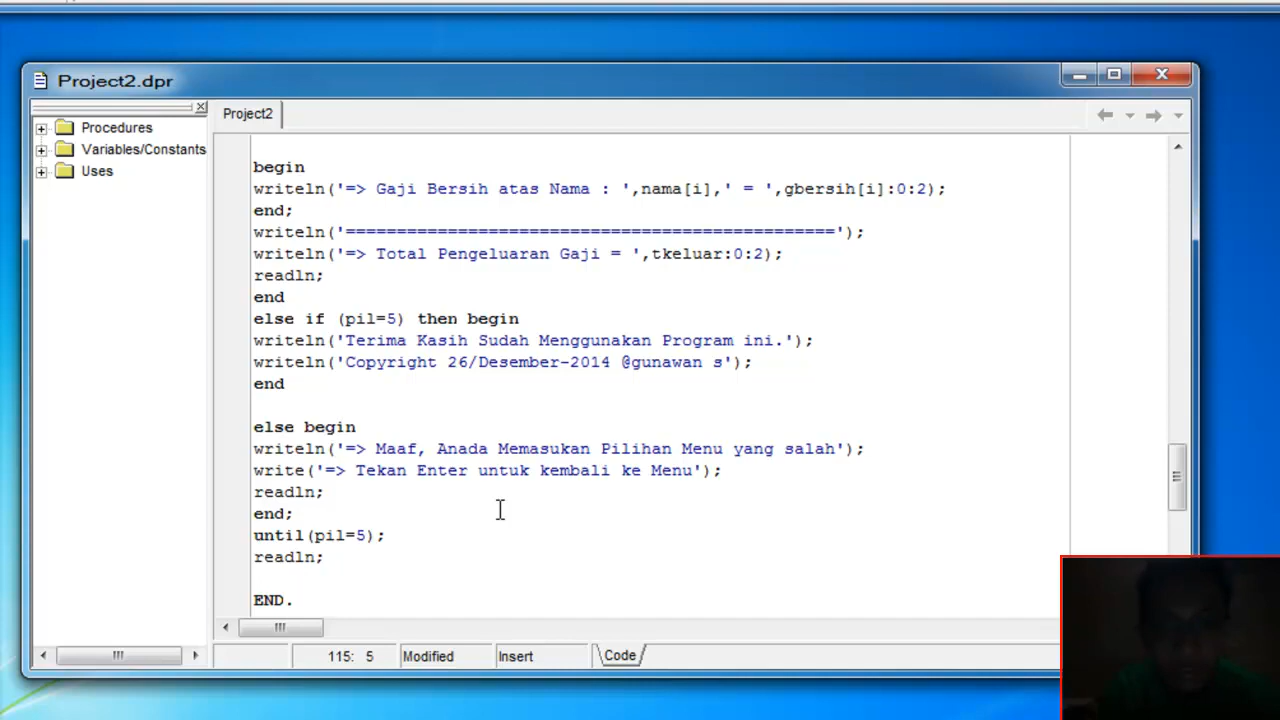 Project2.dpr
Procedures
Variables/Constants
Uses
Project2
begin
writeln('=> Gaji Bersih atas Nama : ',nama[i],' = ',gbersih[i]:0:2);
end;
writeln('================================================');
writeln('=> Total Pengeluaran Gaji = ',tkeluar:0:2);
readln;
end
else if (pil=5) then begin
writeln('Terima Kasih Sudah Menggunakan Program ini.');
writeln('Copyright 26/Desember-2014 @gunawan s');
end
else begin
writeln('=> Maaf, Anada Memasukan Pilihan Menu yang salah');
write('=> Tekan Enter untuk kembali ke Menu');
readln;
end;
until(pil=5);
readln;
END.
115: 5 Modified Insert Code